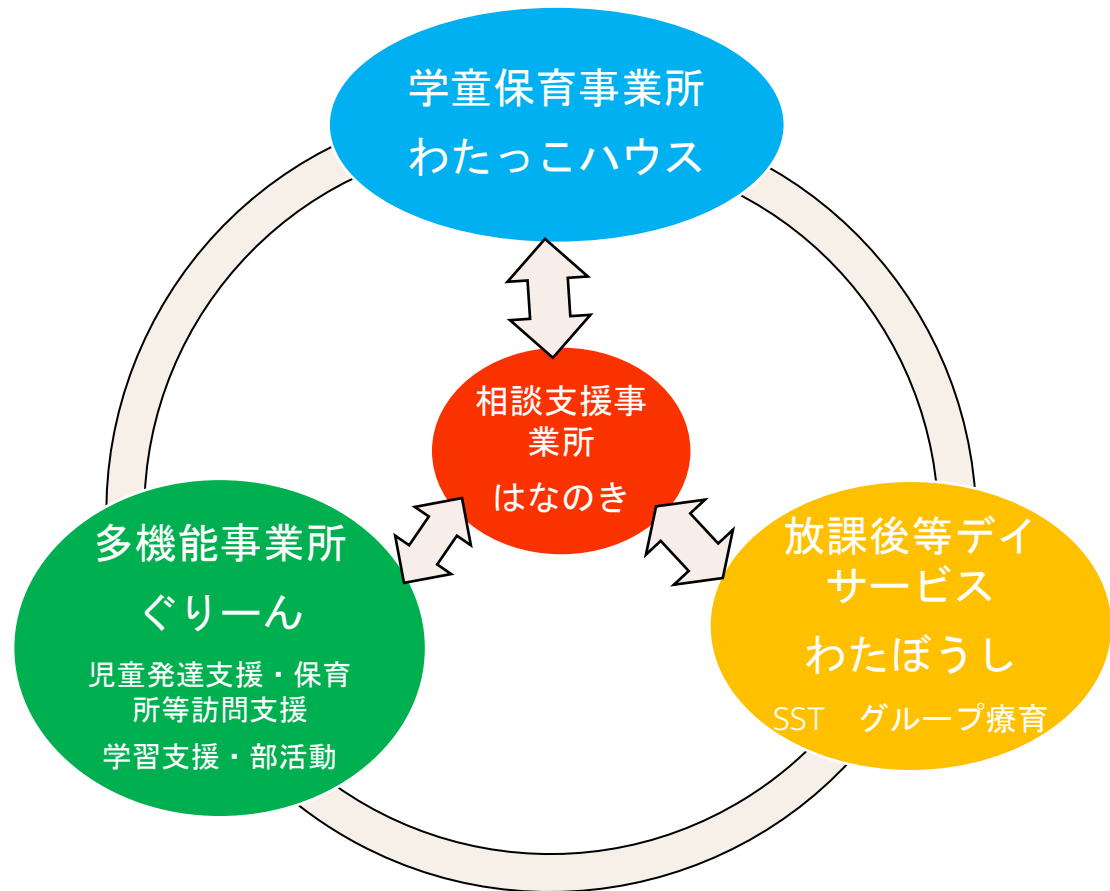 学童保育事業所
わたっこハウス
相談支援事
業所
はなのき
多機能事業所
ぐりーん
児童発達支援・保育
所等訪問支援
学習支援・部活動
放課後等デイ
サービス
わたぼうし
SST　グループ療育